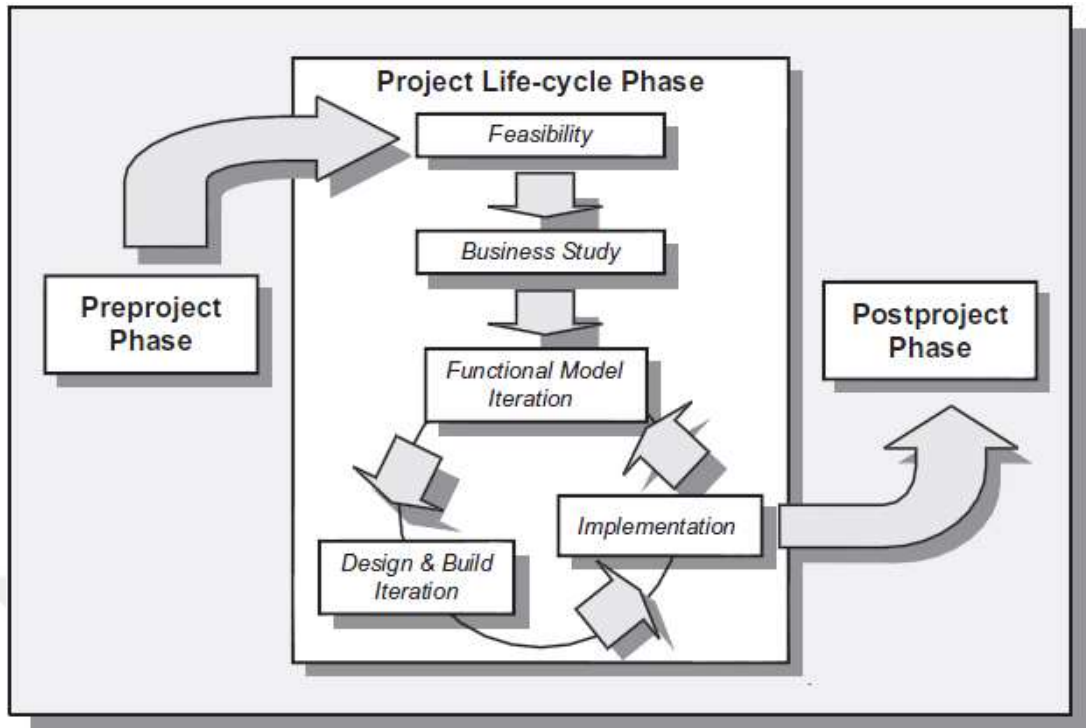 Project Life-cycle Phase
Feasibility
Business Study
Preproject
Phase
Functional Model
Iteration
Design & Build
Iteration
Implementation
Postproject
Phase